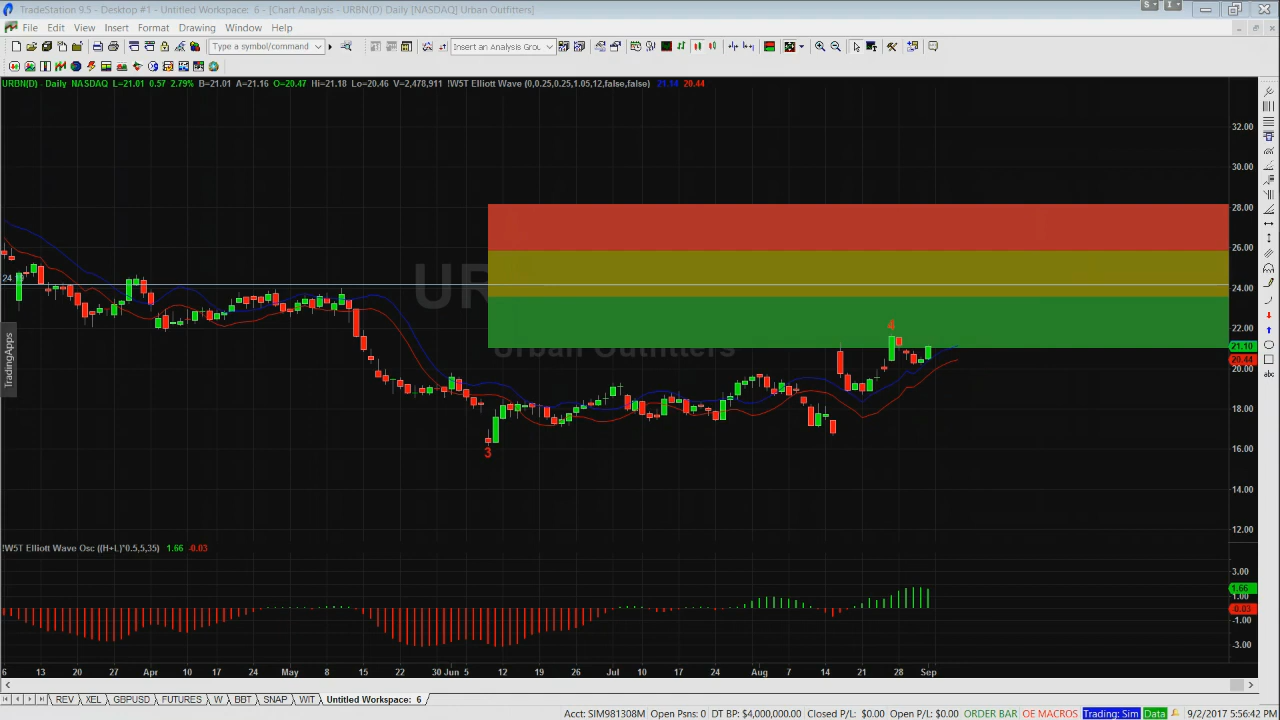 TradeStation 9.5 - Desktop #1 - Untitled Workspace: 6 - [Chart Analysis - URBN(D) Daily [NASDAQ] Urban Outfitters]
File Edit View Insert Format Drawing Window Help
Type a symbol/command
Insert an Analysis Grou
URBN(D) - Daily NASDAQ L=21.01 0.57 2.79% B=21.01 A=21.16 O=20.47 Hi=21.18 Lo=20.46 V=2,478,911 !W5T Elliott Wave (0,0.25,0.25,1.05,12,false,false) 21.14 20.44
32.00
30.00
28.00
26.00
24.00
22.00
21.10
20.44
20.00
18.00
16.00
14.00
12.00
TradingApps
Urban Outfitters
4
3
!W5T Elliott Wave Osc ((H+L)*0.5,5,35) 1.66 -0.03
3.00
1.66
1.00
-0.03
-1.00
-3.00
6 13 20 27 Apr 10 17 24 May 8 15 22 30 Jun 5 12 19 26 Jul 10 17 24 Aug 7 14 21 28 Sep
REV XEL GBPUSD FUTURES W BBT SNAP WIT Untitled Workspace: 6
Acct: SIM981308M Open Psns: 0 DT BP: $4,000,000.00 Closed P/L: $0.00 Open P/L: $0.00 ORDER BAR OE MACROS Trading: Sim Data 9/2/2017 5:56:42 PM